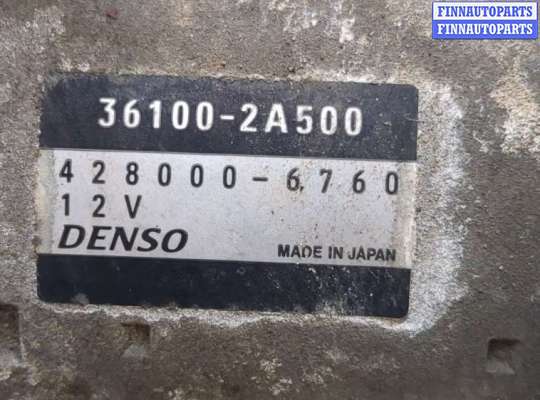 FINNAUTOPARTS
FINNAUTOPARTS
36100-2A500
428000-6760
12V
DENSO
MADE IN JAPAN